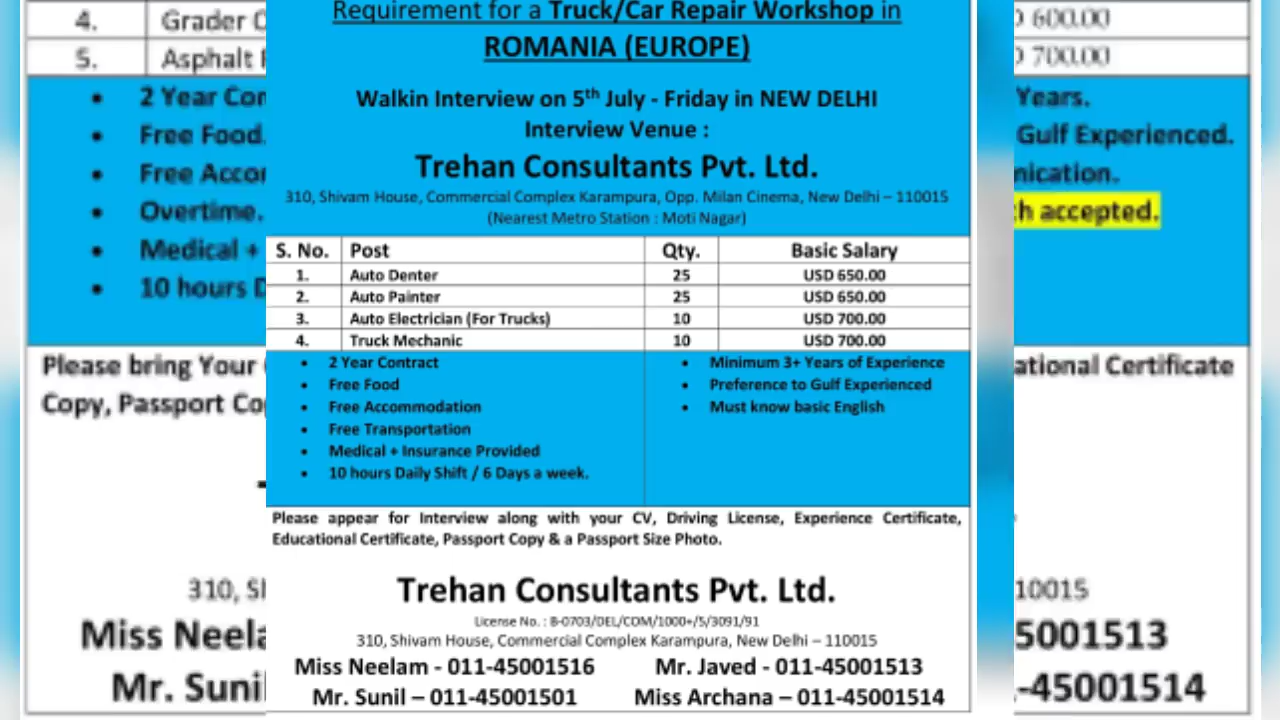 4. Grader
600.00
5. Asphalt
700.00
2 Year
Years.
Free Food.
Gulf Experienced.
Free
Overtime.
accepted.
Medical +
10 hours
Please bring Your
Certificate
Copy, Passport
310,
10015
Miss
5001513
Mr.
-45001514
Requirement for a Truck/Car Repair Workshop in
ROMANIA (EUROPE)
Walkin Interview on 5th July - Friday in NEW DELHI
Interview Venue :
Trehan Consultants Pvt. Ltd.
310, Shivam House, Commercial Complex Karampura, Opp. Milan Cinema, New Delhi – 110015
(Nearest Metro Station : Moti Nagar)
S. No. Post Qty. Basic Salary
1. Auto Denter 25 USD 650.00
2. Auto Painter 25 USD 650.00
3. Auto Electrician (For Trucks) 10 USD 700.00
4. Truck Mechanic 10 USD 700.00
• 2 Year Contract
• Free Food
• Free Accommodation
• Free Transportation
• Medical + Insurance Provided
• 10 hours Daily Shift / 6 Days a week.
• Minimum 3+ Years of Experience
• Preference to Gulf Experienced
• Must know basic English
Please appear for Interview along with your CV, Driving License, Experience Certificate,
Educational Certificate, Passport Copy & a Passport Size Photo.
Trehan Consultants Pvt. Ltd.
License No. : B-0703/DEL/COM/1000+/5/3091/91
310, Shivam House, Commercial Complex Karampura, New Delhi – 110015
Miss Neelam - 011-45001516 Mr. Javed - 011-45001513
Mr. Sunil – 011-45001501 Miss Archana – 011-45001514